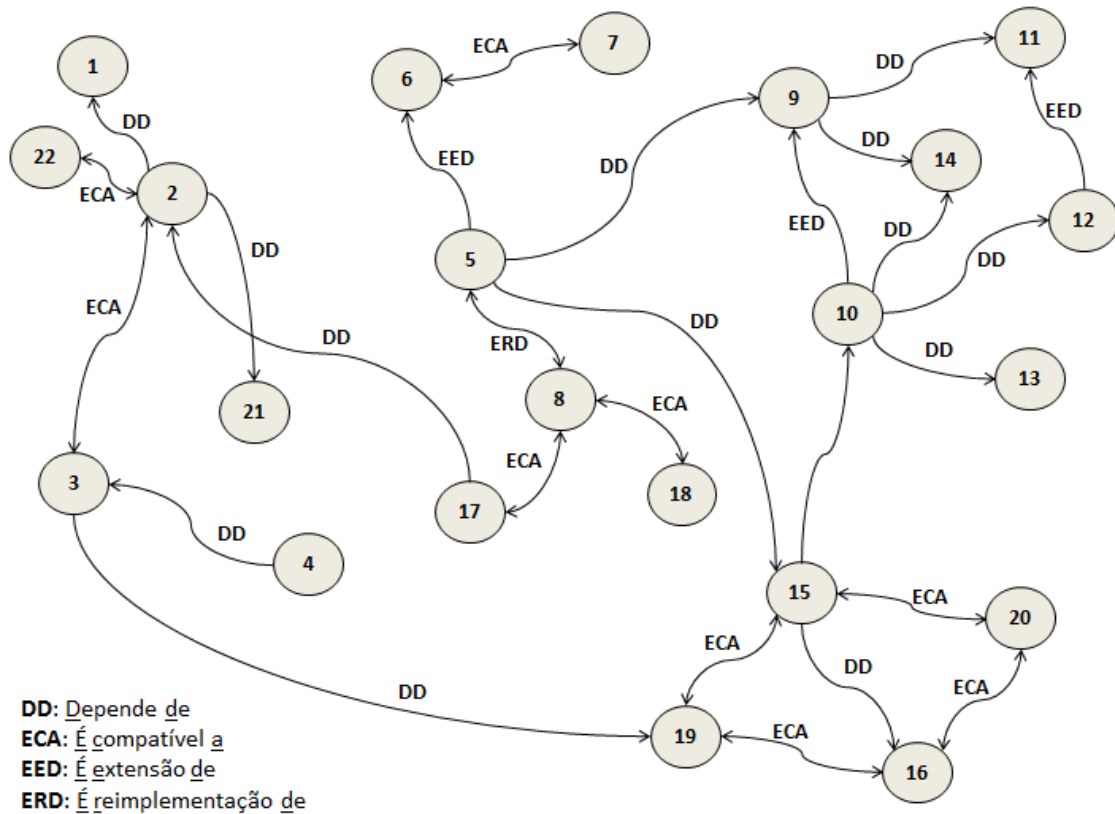 ECA
7
11
1
6
DD
9
DD
EED
22
DD
14
ECA
2
EED
DD
12
DD
5
EED
DD
DD
ECA
10
DD
DD
ERD
DD
13
21
8
ECA
ECA
3
17
18
DD
4
15
ECA
20
ECA
DD
ECA
DD
19
ECA
16
DD: Depende de
ECA: É compatível a
EED: É extensão de
ERD: É reimplementação de